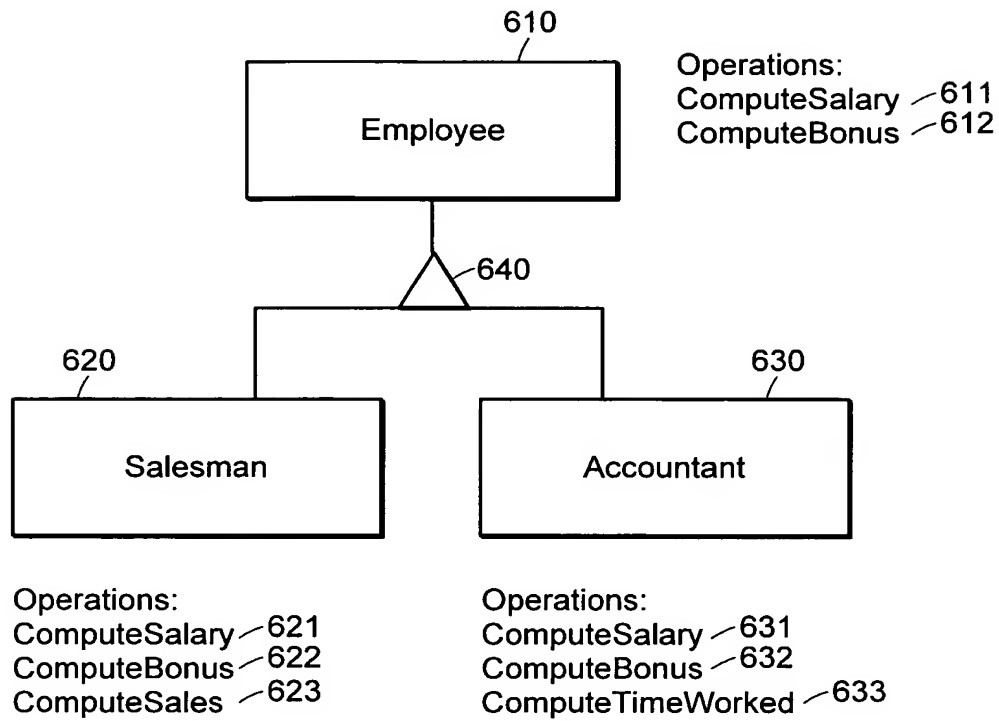 610
Employee
Operations:
ComputeSalary 611
ComputeBonus 612
640
620
Salesman
630
Accountant
Operations:
ComputeSalary 621
ComputeBonus 622
ComputeSales 623
Operations:
ComputeSalary 631
ComputeBonus 632
ComputeTimeWorked 633